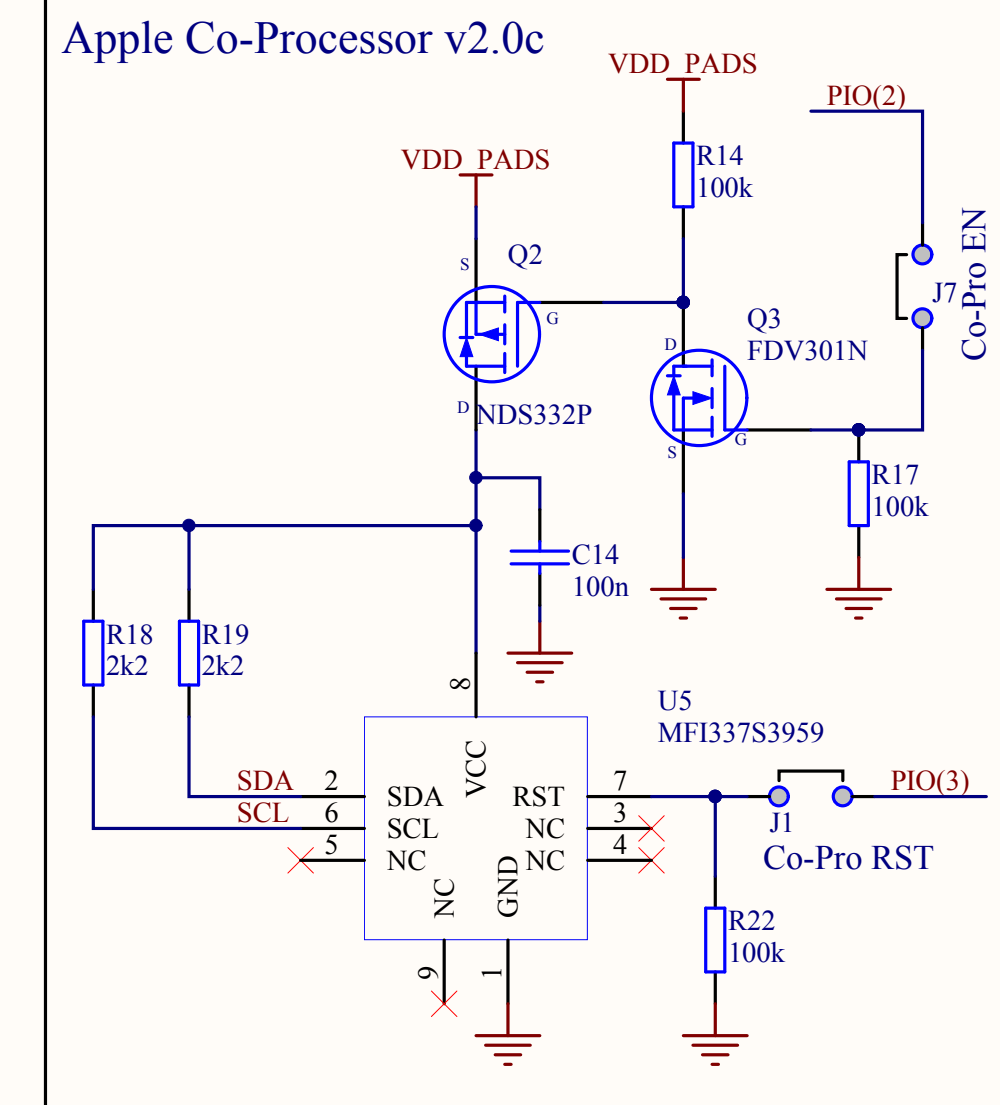 Apple Co-Processor v2.0c
VDD_PADS
PIO(2)
R14
100k
VDD_PADS
Co-Pro EN
J7
S
Q2
G
D
NDS332P
Q3
FDV301N
D
G
S
R17
100k
C14
100n
R18
2k2
R19
2k2
8
U5
MFI337S3959
VCC
SDA
2
SDA
SCL
6
SCL
5
NC
RST
7
NC
3
NC
4
NC
GND
9
1
PIO(3)
J1
Co-Pro RST
R22
100k